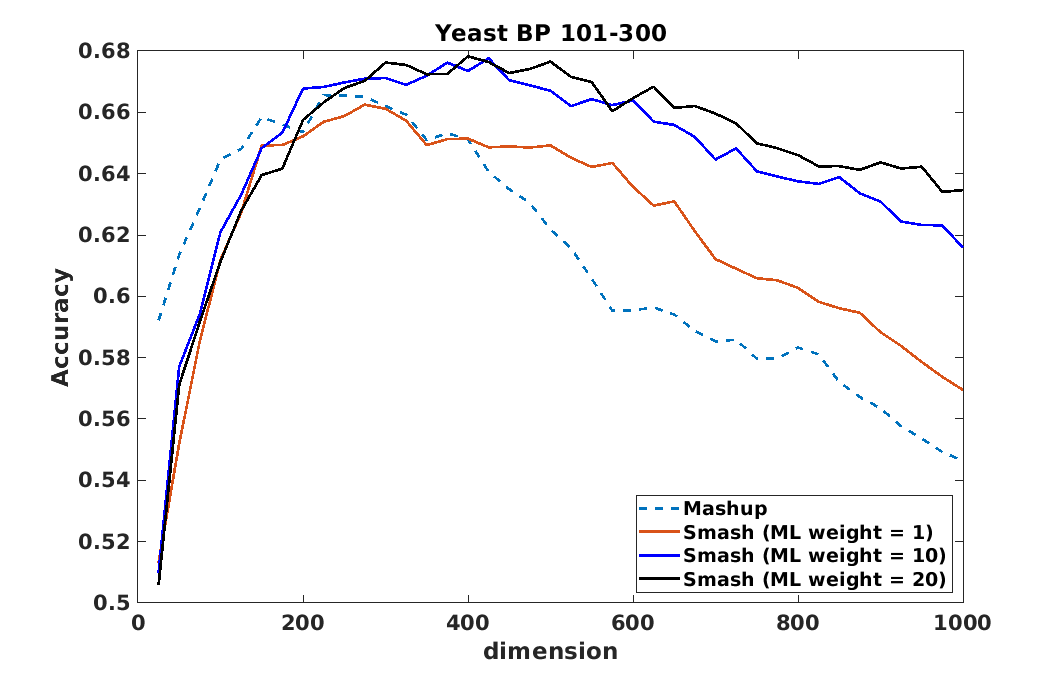 Yeast BP 101-300
0.68
0.66
0.64
0.62
0.6
0.58
0.56
0.54
0.52
0.5
Accuracy
Mashup
Smash (ML weight = 1)
Smash (ML weight = 10)
Smash (ML weight = 20)
0 200 400 600 800 1000
dimension